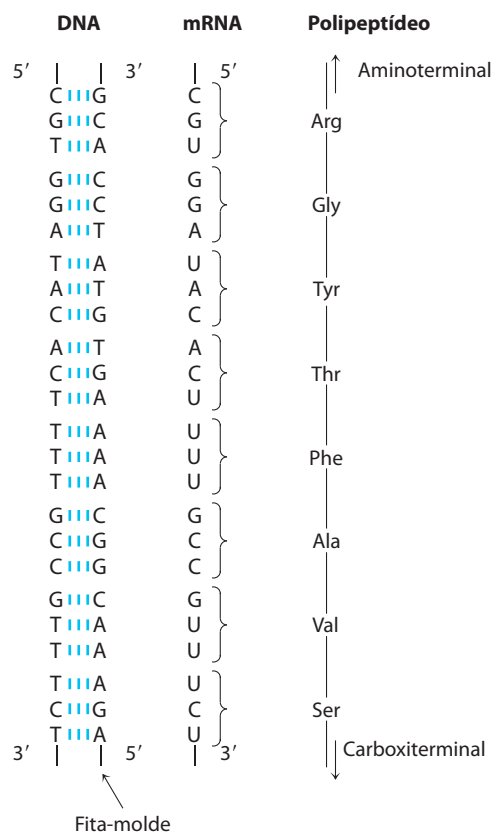 DNA mRNA Polipeptídeo
5′ 3′ 5′ Aminoterminal
C G C
G C G Arg
T A U
G C G
G C G Gly
A T A
T A U
A T A Tyr
C G C
A T A
C G C Thr
T A U
T A U
T A U Phe
T A U
G C G
C G C Ala
C G C
G C G
T A U Val
T A U
T A U
C G C Ser
T A U
3′ 5′ 3′ Carboxiterminal
Fita-molde